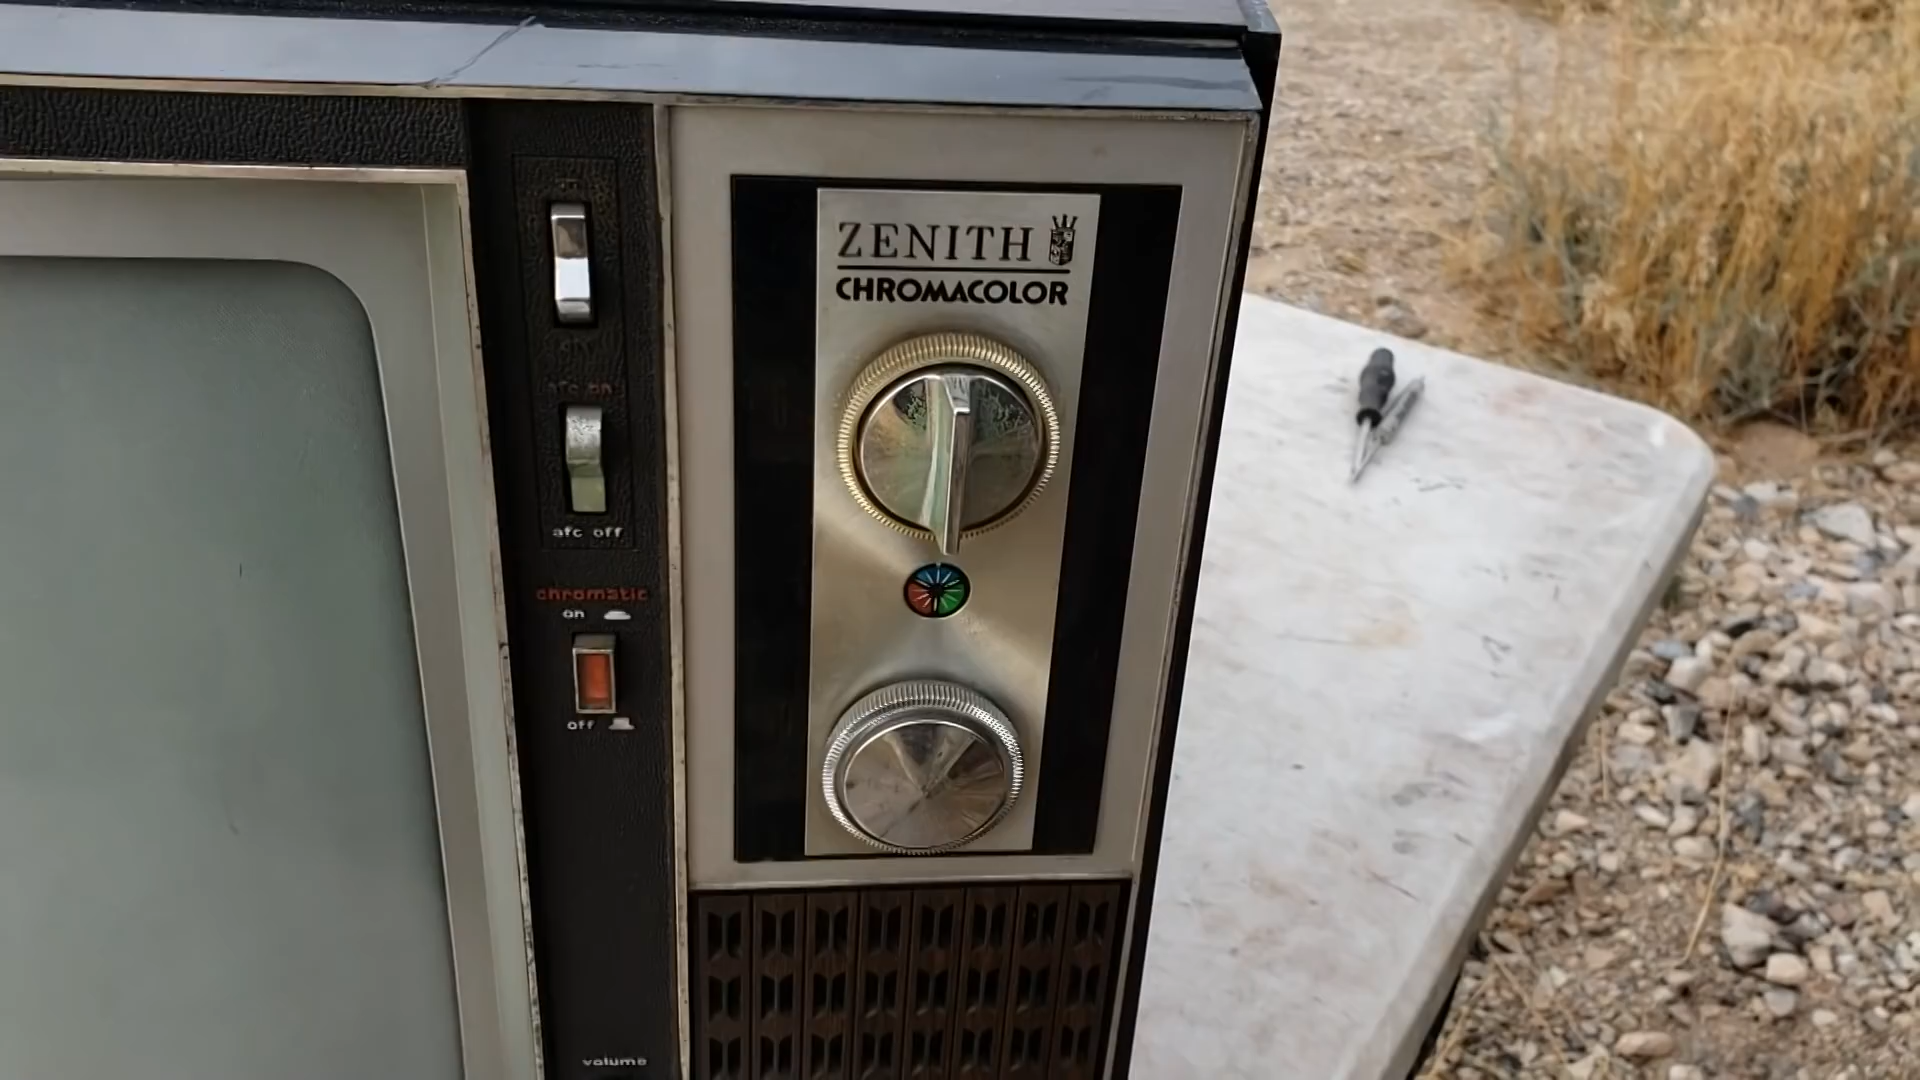 ZENITH
CHROMACOLOR
afc on
afc off
chromatic
on
off
volume